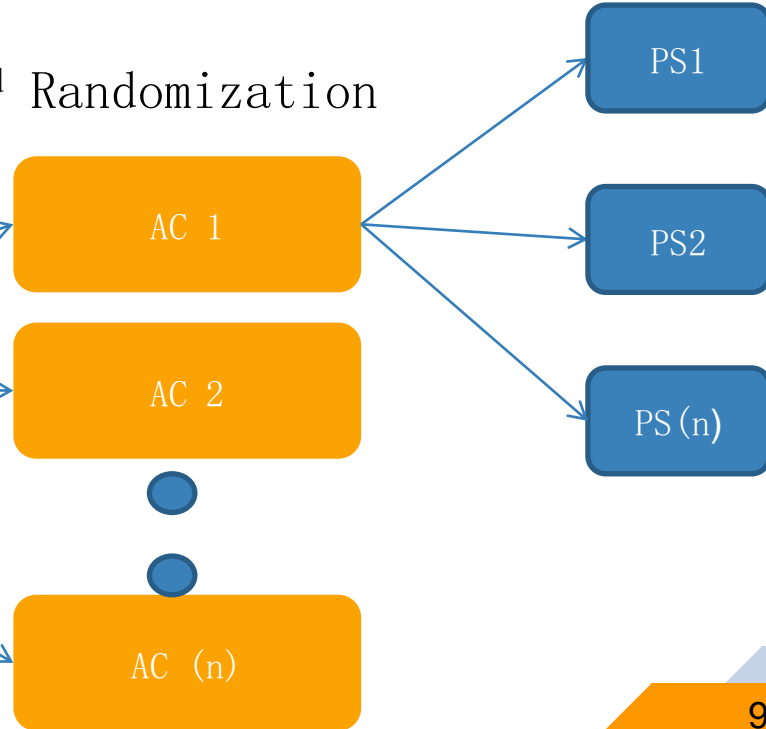 Randomization
PS1
AC 1
PS2
AC 2
PS(n)
AC (n)
9